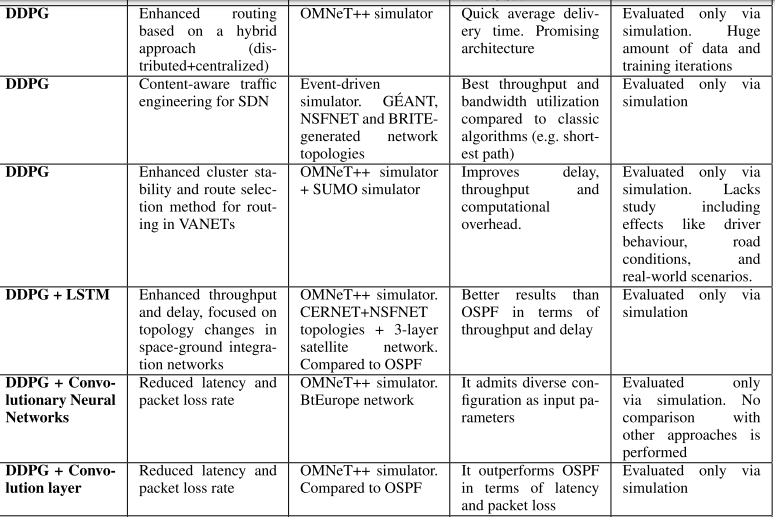 DDPG
Enhanced routing
based on a hybrid
approach (dis-
tributed+centralized)
OMNeT++ simulator
Quick average deliv-
ery time. Promising
architecture
Evaluated only via
simulation. Huge
amount of data and
training iterations
DDPG
Content-aware traffic
engineering for SDN
Event-driven
simulator. GÉANT,
NSFNET and BRITE-
generated network
topologies
Best throughput and
bandwidth utilization
compared to classic
algorithms (e.g. short-
est path)
Evaluated only via
simulation
DDPG
Enhanced cluster sta-
bility and route selec-
tion method for rout-
ing in VANETs
OMNeT++ simulator
+ SUMO simulator
Improves delay,
throughput and
computational
overhead.
Evaluated only via
simulation. Lacks
study including
effects like driver
behaviour, road
conditions, and
real-world scenarios.
DDPG + LSTM
Enhanced throughput
and delay, focused on
topology changes in
space-ground integra-
tion networks
OMNeT++ simulator.
CERNET+NSFNET
topologies + 3-layer
satellite network.
Compared to OSPF
Better results than
OSPF in terms of
throughput and delay
Evaluated only via
simulation
DDPG + Convo-
lutionary Neural
Networks
Reduced latency and
packet loss rate
OMNeT++ simulator.
BtEurope network
It admits diverse con-
figuration as input pa-
rameters
Evaluated only
via simulation. No
comparison with
other approaches is
performed
DDPG + Convo-
lution layer
Reduced latency and
packet loss rate
OMNeT++ simulator.
Compared to OSPF
It outperforms OSPF
in terms of latency
and packet loss
Evaluated only via
simulation